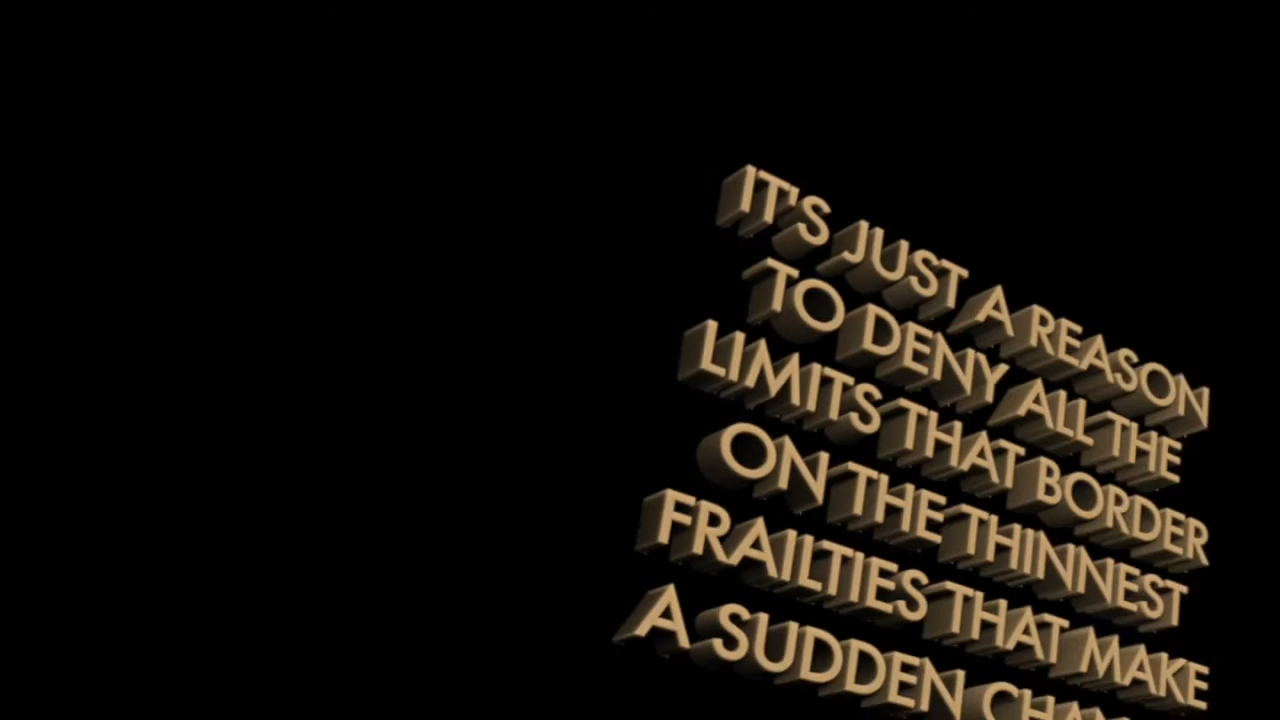 IT'S JUST A REASON
TO DENY ALL THE
LIMITS THAT BORDER
ON THE THINNEST
FRAILTIES THAT MAKE
A SUDDEN